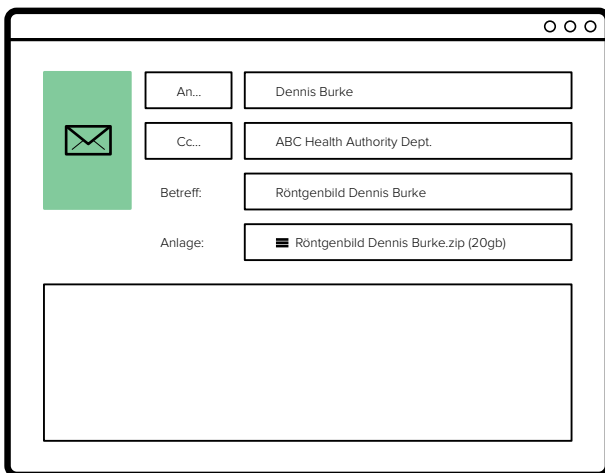 An... Dennis Burke
Cc... ABC Health Authority Dept.
Betreff: Röntgenbild Dennis Burke
Anlage: Röntgenbild Dennis Burke.zip (20gb)